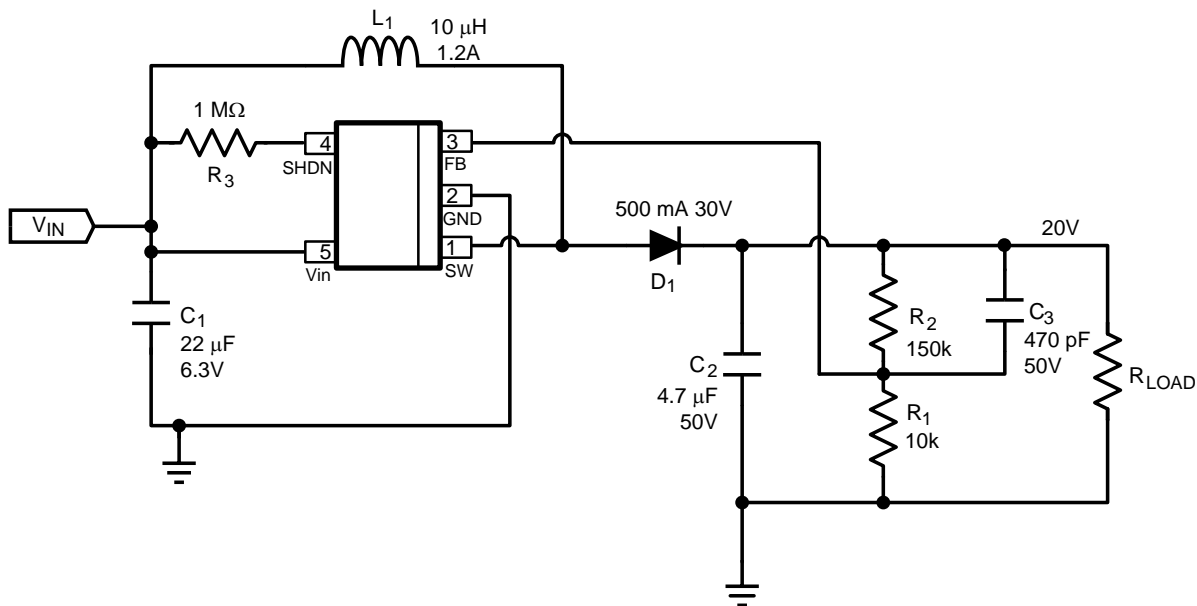 L1
10 μH
1.2A
1 MΩ
R3
4
SHDN
3
FB
2
GND
1
SW
5
Vin
VIN
C1
22 μF
6.3V
500 mA 30V
D1
20V
C2
4.7 μF
50V
R2
150k
C3
470 pF
50V
R1
10k
RLOAD